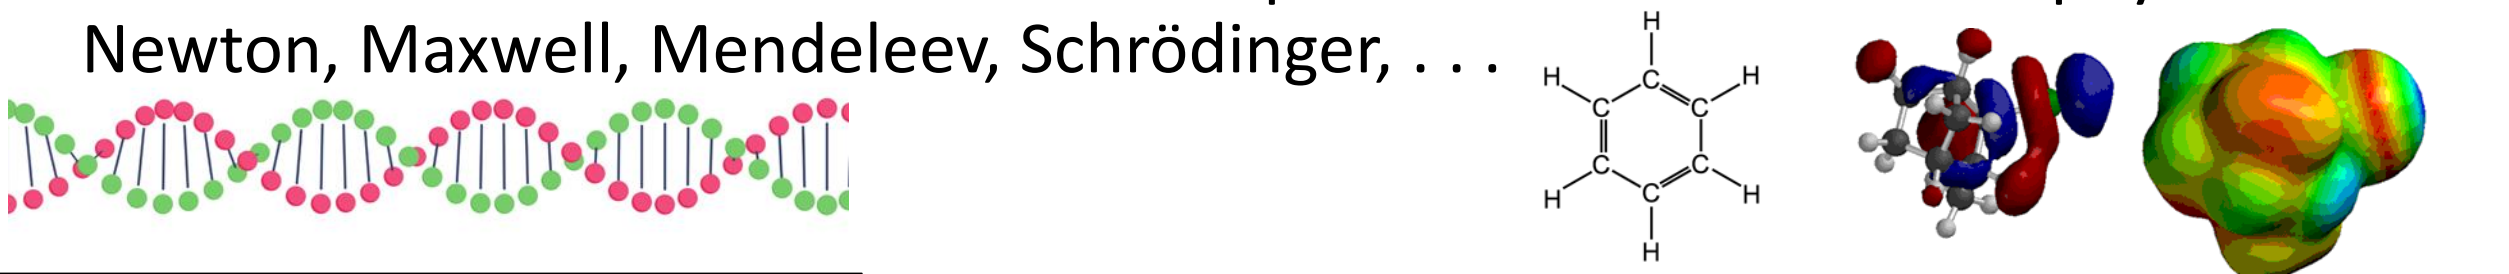 Newton, Maxwell, Mendeleev, Schrödinger, . . .
H
H C H
C C
C C
H C H
H